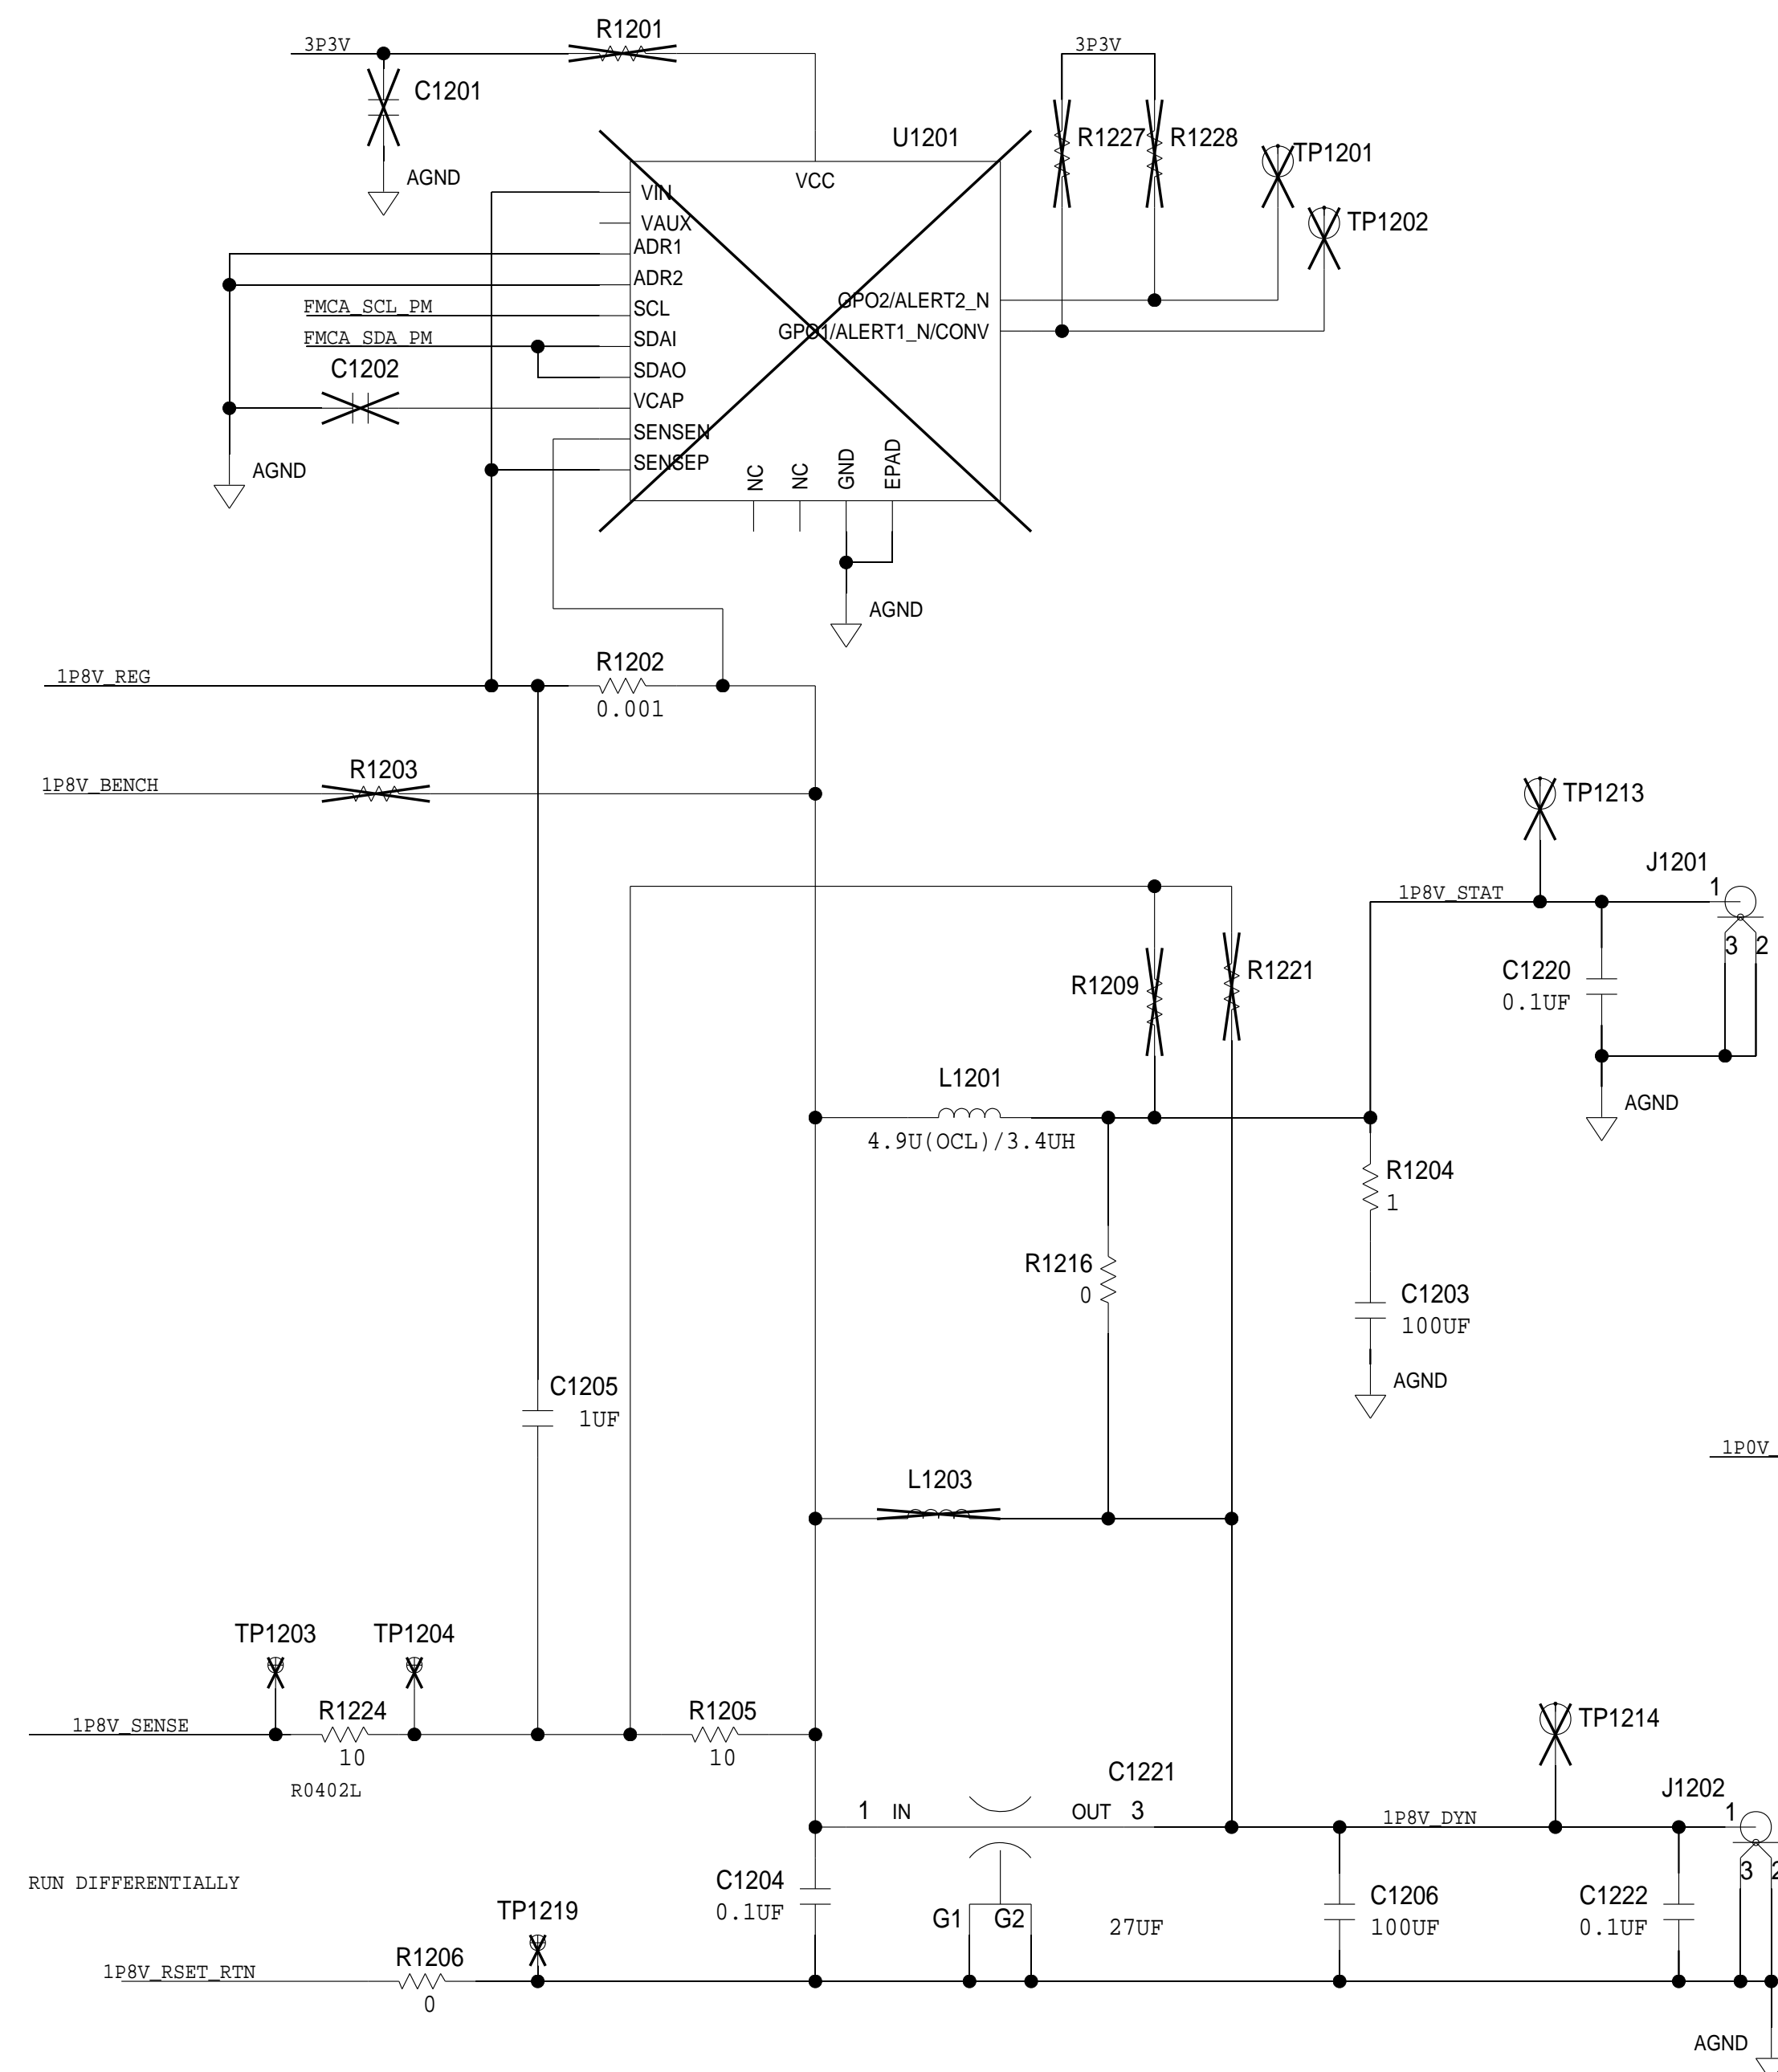 R1201
3P3V
3P3V
C1201
U1201
R1227
R1228
TP1201
AGND
VCC
VIN
VAUX
TP1202
ADR1
ADR2
FMCA_SCL_PM
SCL
GPO2/ALERT2_N
FMCA_SDA_PM
SDAI
GPO1/ALERT1_N/CONV
C1202
SDAO
VCAP
SENSEN
SENSEP
AGND
NC
NC
GND
EPAD
AGND
1P8V_REG
R1202
0.001
1P8V_BENCH
R1203
TP1213
J1201
1P8V_STAT
1
3
2
R1209
R1221
C1220
0.1UF
L1201
4.9U(OCL)/3.4UH
AGND
R1204
1
R1216
0
C1203
100UF
AGND
C1205
1UF
1P0V_
L1203
TP1203
TP1204
1P8V_SENSE
R1224
10
R0402L
R1205
10
TP1214
C1221
J1202
1
IN
OUT
3
1P8V_DYN
1
3
2
RUN DIFFERENTIALLY
C1204
0.1UF
G1
G2
27UF
C1206
100UF
C1222
0.1UF
TP1219
1P8V_RSET_RTN
R1206
0
AGND